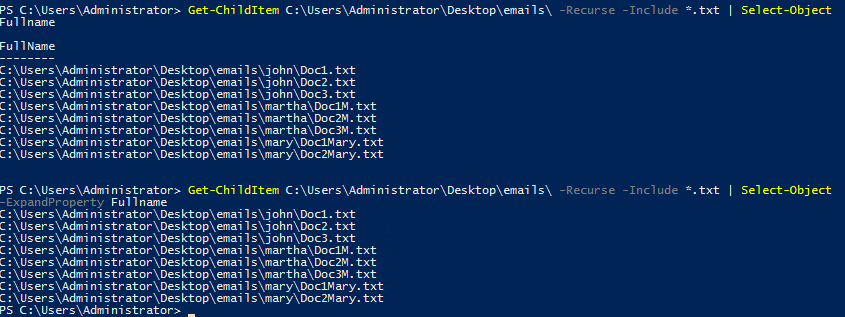 PS C:\Users\Administrator> Get-ChildItem C:\Users\Administrator\Desktop\emails\ -Recurse -Include *.txt | Select-Object
Fullname
FullName
--------
C:\Users\Administrator\Desktop\emails\john\Doc1.txt
C:\Users\Administrator\Desktop\emails\john\Doc2.txt
C:\Users\Administrator\Desktop\emails\john\Doc3.txt
C:\Users\Administrator\Desktop\emails\martha\Doc1M.txt
C:\Users\Administrator\Desktop\emails\martha\Doc2M.txt
C:\Users\Administrator\Desktop\emails\martha\Doc3M.txt
C:\Users\Administrator\Desktop\emails\mary\Doc1Mary.txt
C:\Users\Administrator\Desktop\emails\mary\Doc2Mary.txt
PS C:\Users\Administrator> Get-ChildItem C:\Users\Administrator\Desktop\emails\ -Recurse -Include *.txt | Select-Object
-ExpandProperty Fullname
C:\Users\Administrator\Desktop\emails\john\Doc1.txt
C:\Users\Administrator\Desktop\emails\john\Doc2.txt
C:\Users\Administrator\Desktop\emails\john\Doc3.txt
C:\Users\Administrator\Desktop\emails\martha\Doc1M.txt
C:\Users\Administrator\Desktop\emails\martha\Doc2M.txt
C:\Users\Administrator\Desktop\emails\martha\Doc3M.txt
C:\Users\Administrator\Desktop\emails\mary\Doc1Mary.txt
C:\Users\Administrator\Desktop\emails\mary\Doc2Mary.txt
PS C:\Users\Administrator>